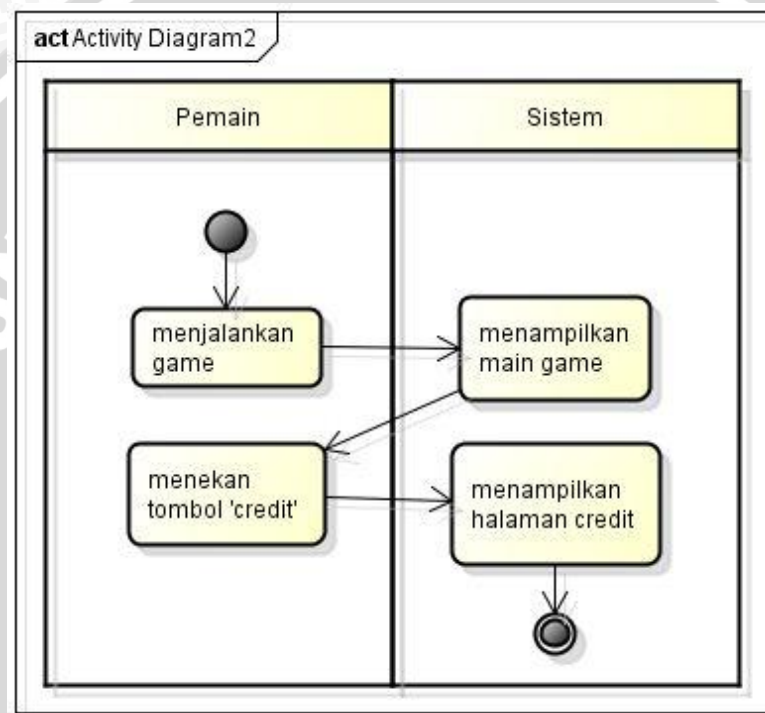 act Activity Diagram2
Pemain
Sistem
menjalankan
game
menampilkan
main game
menekan
tombol 'credit'
menampilkan
halaman credit